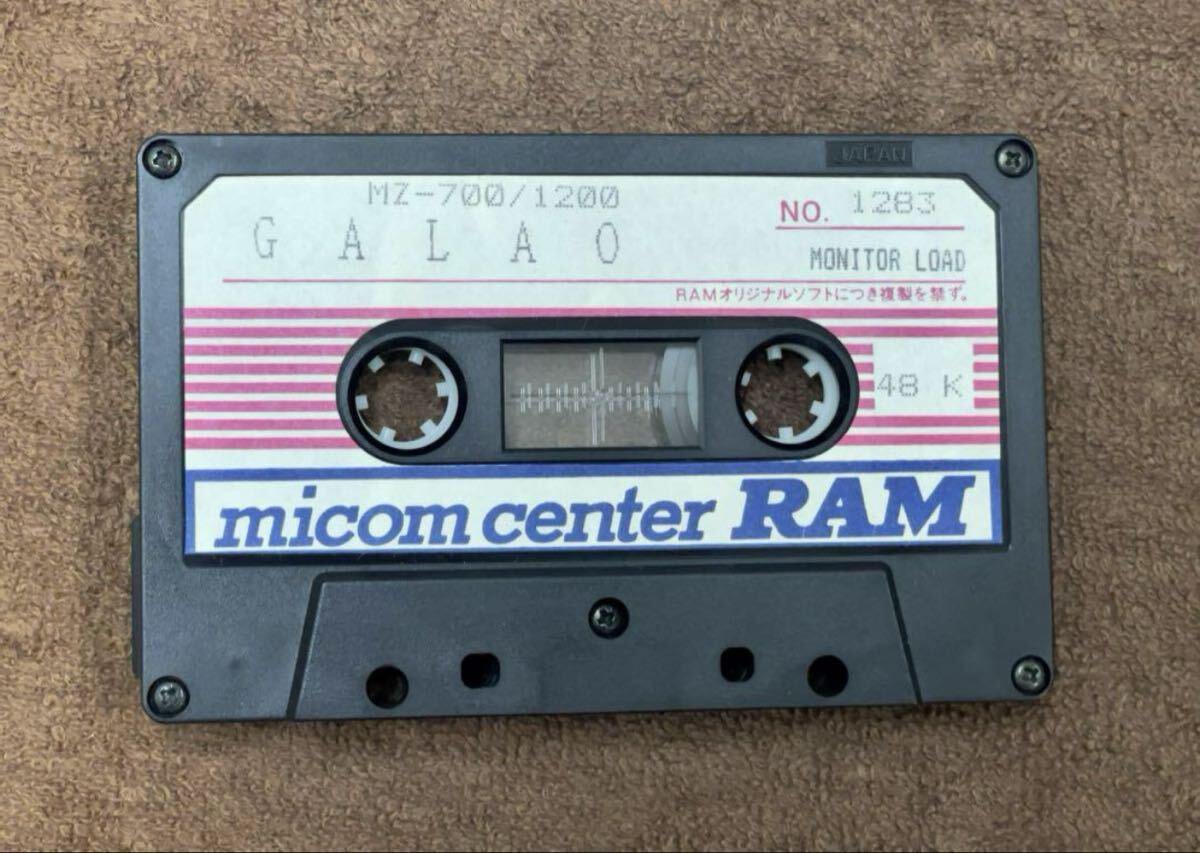 JAPAN
MZ-700/1200
NO. 1283
G A L A O
MONITOR LOAD
RAMオリジナルソフトにつき複製を禁ず。
48 K
micom center RAM